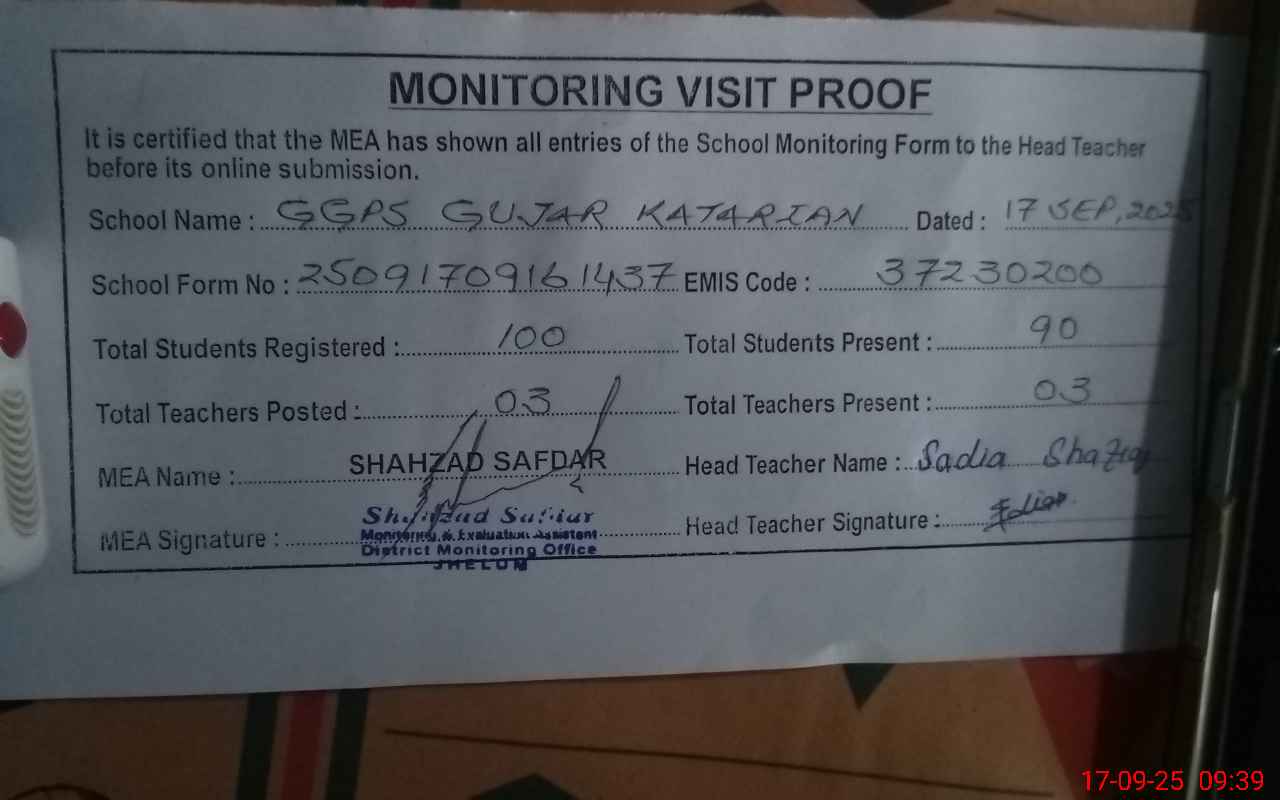 MONITORING VISIT PROOF
It is certified that the MEA has shown all entries of the School Monitoring Form to the Head Teacher
before its online submission.
School Name : GGPS GUJAR KATARIAN Dated : 17 SEP, 2025
School Form No : 25091709161437 EMIS Code : 37230200
Total Students Registered : 100 Total Students Present : 90
Total Teachers Posted : 03 Total Teachers Present : 03
MEA Name : SHAHZAD SAFDAR Head Teacher Name : Sadia
MEA Signature : Head Teacher Signature :
Shahzad Safdar
Monitoring & Evaluation Assistant
District Monitoring Office
JHELUM
17-09-25 09:39